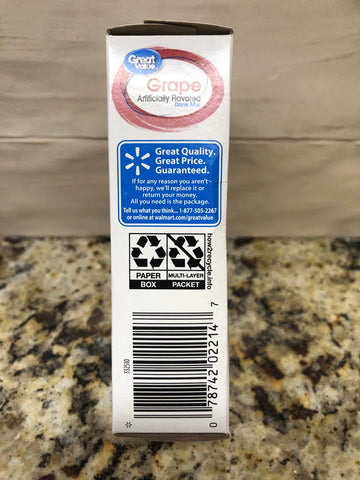 Great
Value
Grape
Artificially Flavored
Drink Mix
Great Quality.
Great Price.
Guaranteed.
If for any reason you aren't
happy, we'll replace it or
return your money.
All you need is the package.
Tell us what you think... 1-877-505-2267
or online at walmart.com/greatvalue
PAPER
BOX
MULTI-LAYER
PACKET
how2recycle.info
332510
0 78742 02214 7